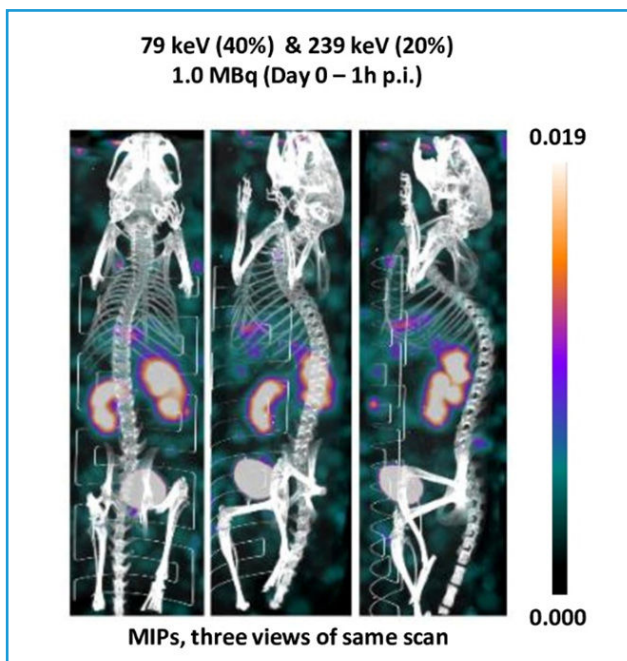 79 keV (40%) & 239 keV (20%)
1.0 MBq (Day 0 – 1h p.i.)
0.019
0.000
MIPs, three views of same scan